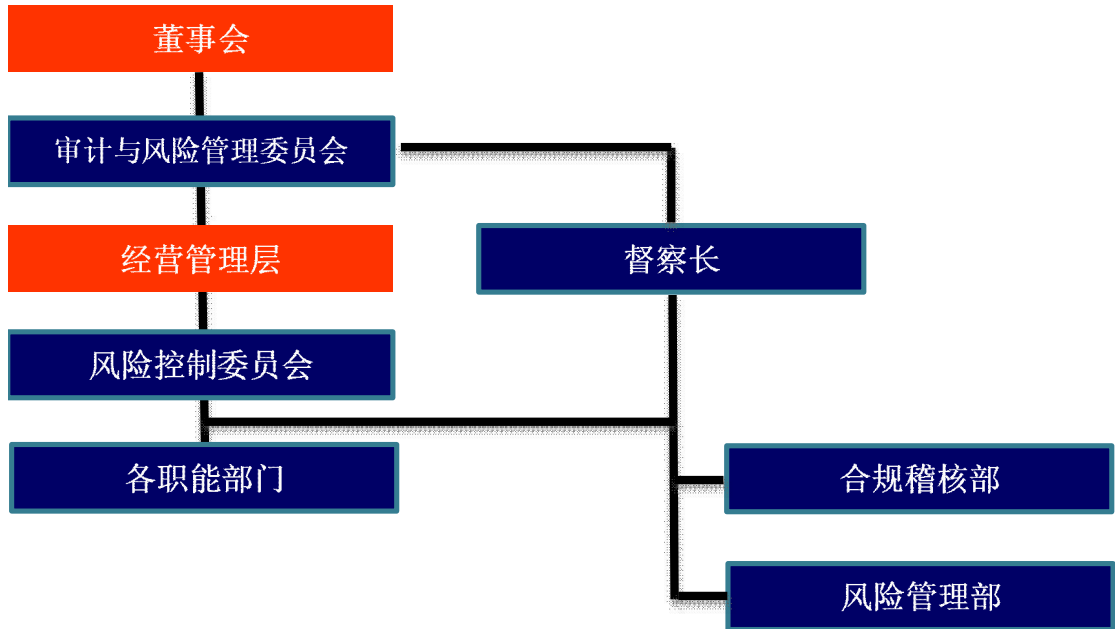 董事会
审计与风险管理委员会
经营管理层
督察长
风险控制委员会
各职能部门
合规稽核部
风险管理部